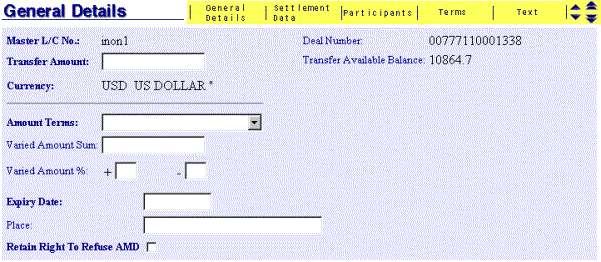 General Details
General Details | Settlement Data | Participants | Terms | Text
Master L/C No.: inon1 Deal Number: 00777110001338
Transfer Amount: Transfer Available Balance: 10864.7
Currency: USD US DOLLAR *
Amount Terms:
Varied Amount Sum:
Varied Amount %: + -
Expiry Date:
Place:
Retain Right To Refuse AMD